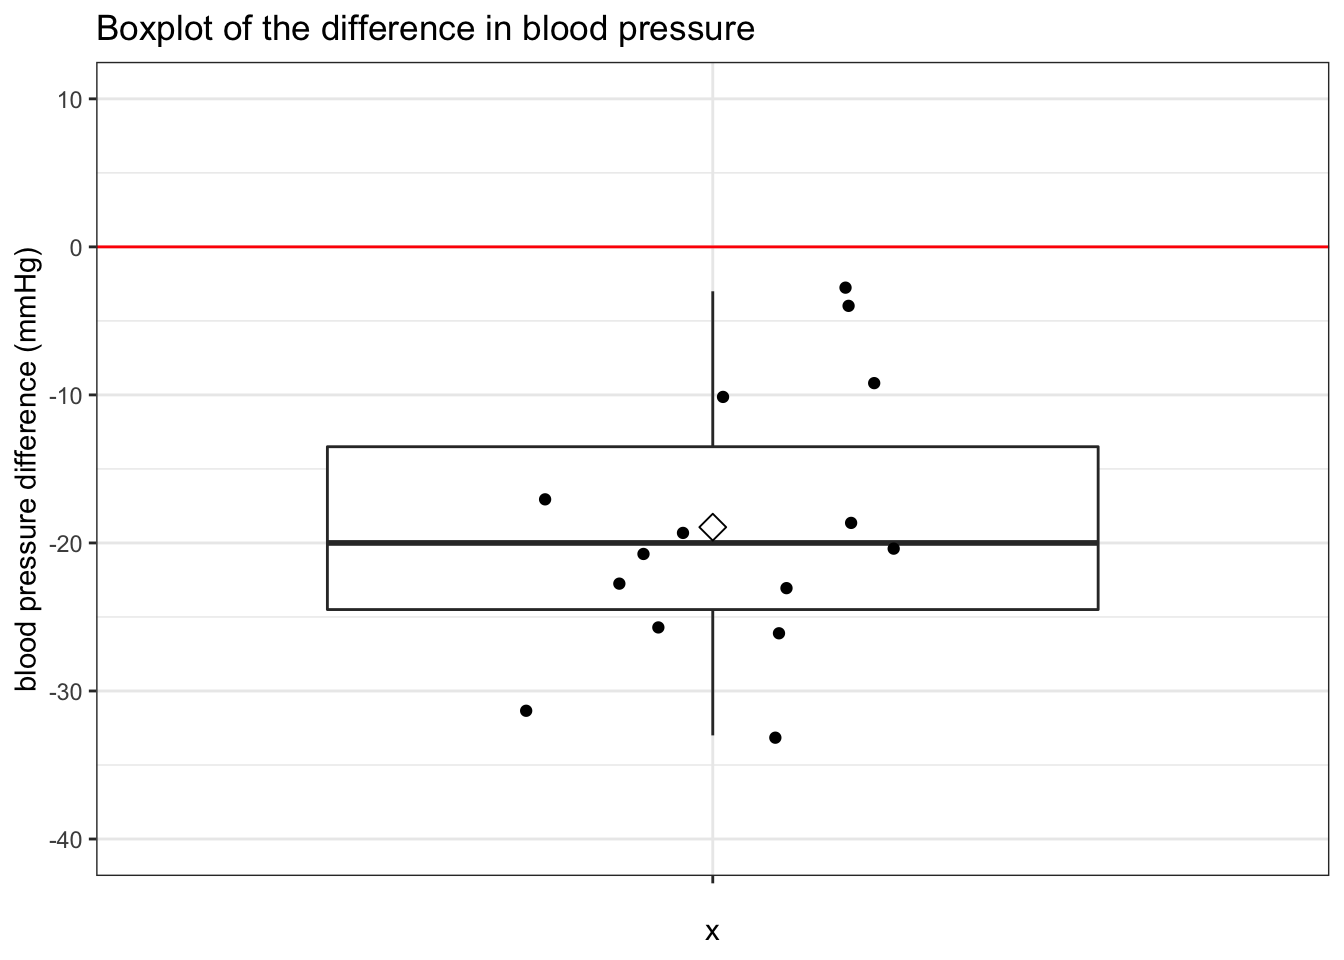 Boxplot of the difference in blood pressure
blood pressure difference (mmHg)
10
0
-10
-20
-30
-40
x